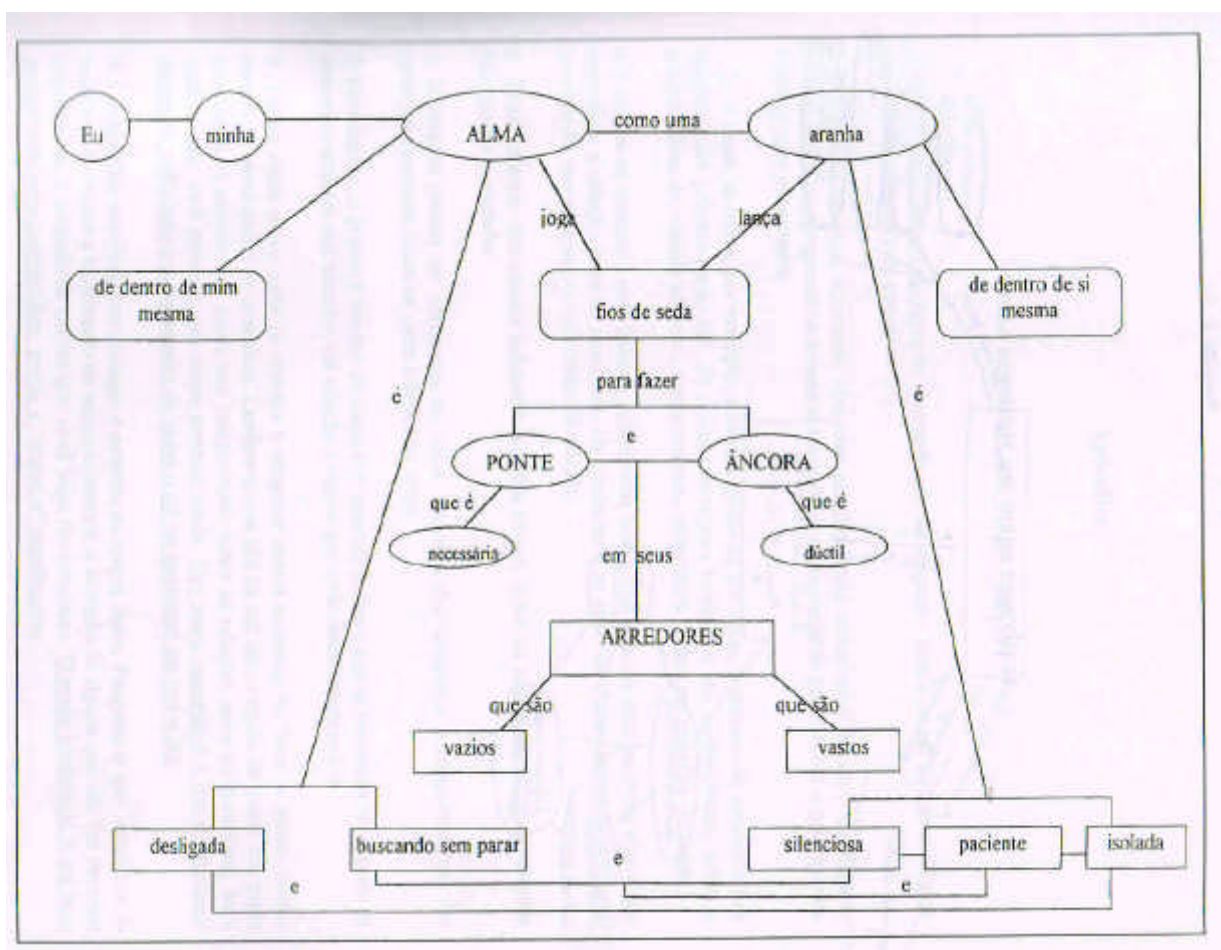 Eu
minha
ALMA
como uma
aranha
joga
lança
de dentro de mim
mesma
fios de seda
de dentro de si
mesma
para fazer
é
é
e
PONTE
ÂNCORA
que é
que é
necessária
dúctil
em seus
ARREDORES
que são
que são
vazios
vastos
desligada
buscando sem parar
silenciosa
paciente
isolada
e
e
e